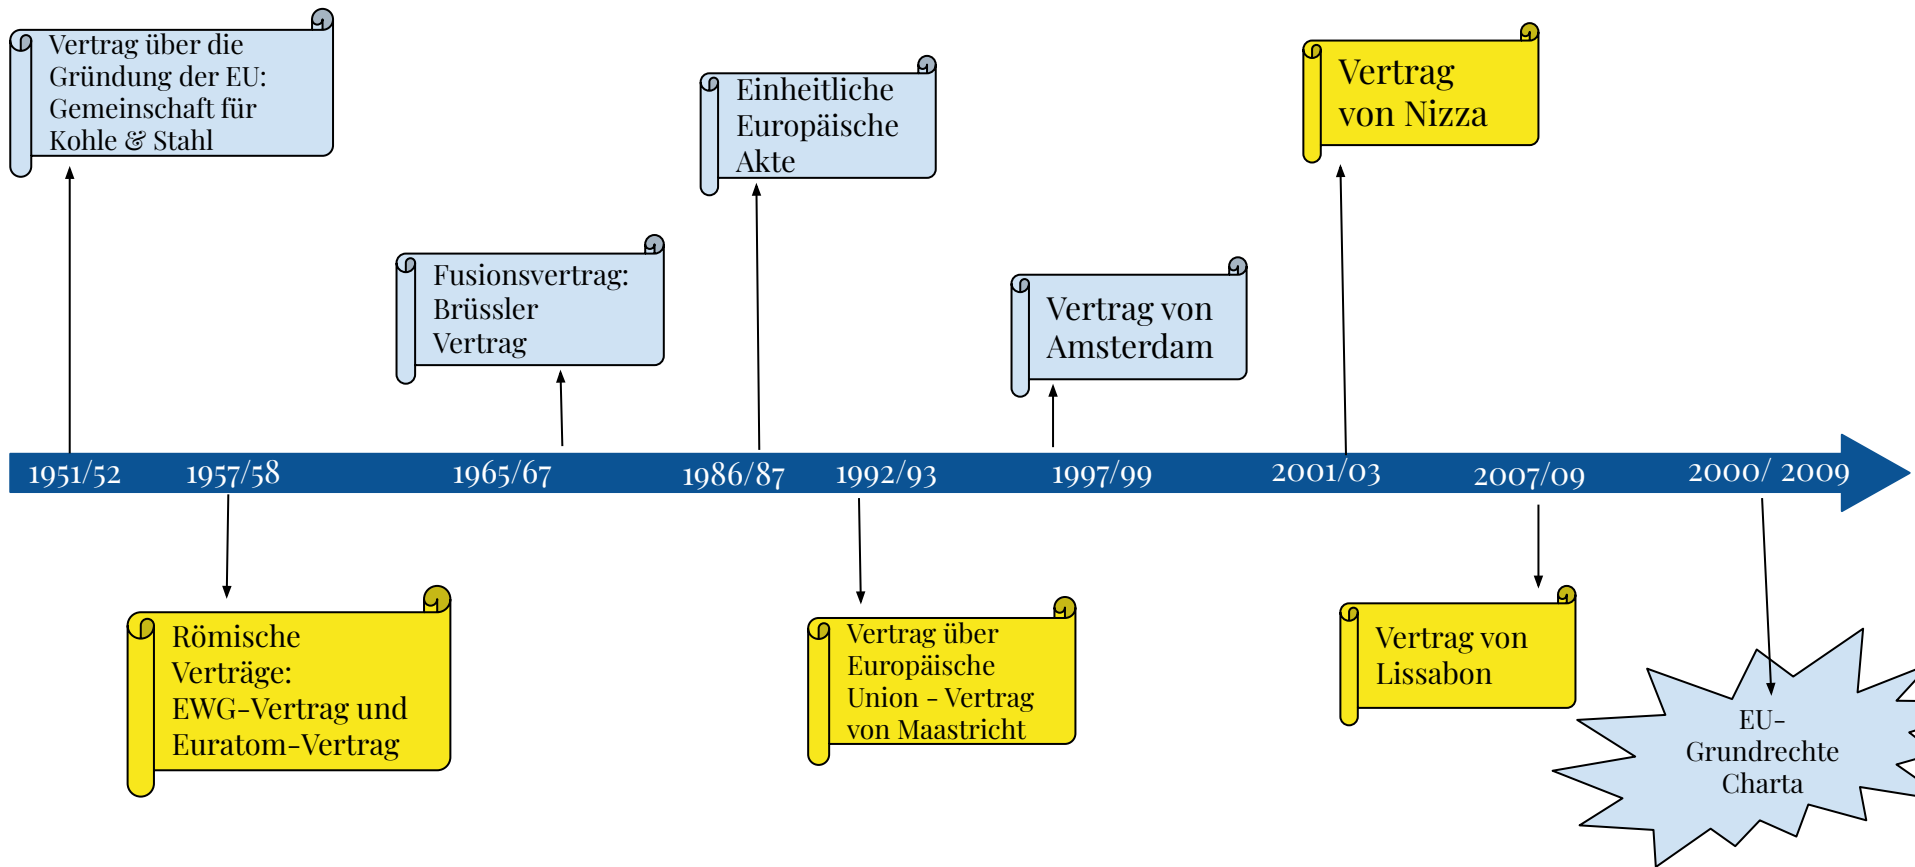 Vertrag über die
Gründung der EU:
Gemeinschaft für
Kohle & Stahl
Einheitliche
Europäische
Akte
Vertrag
von Nizza
Fusionsvertrag:
Brüssler
Vertrag
Vertrag von
Amsterdam
1951/52
1957/58
1965/67
1986/87
1992/93
1997/99
2001/03
2007/09
2000/ 2009
Römische
Verträge:
EWG-Vertrag und
Euratom-Vertrag
Vertrag über
Europäische
Union - Vertrag
von Maastricht
Vertrag von
Lissabon
EU-
Grundrechte
Charta